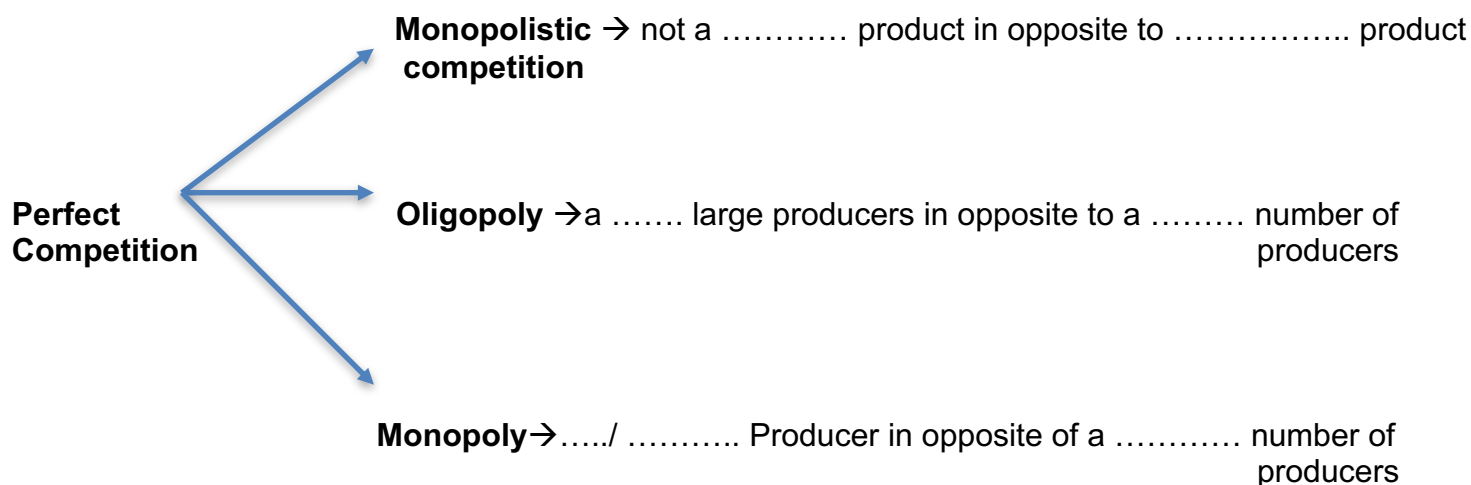 Monopolistic → not a ………… product in opposite to …………….. product
competition
Perfect
Competition
Oligopoly →a ……. large producers in opposite to a ……… number of
producers
Monopoly→…../ ……….. Producer in opposite of a ………… number of
producers